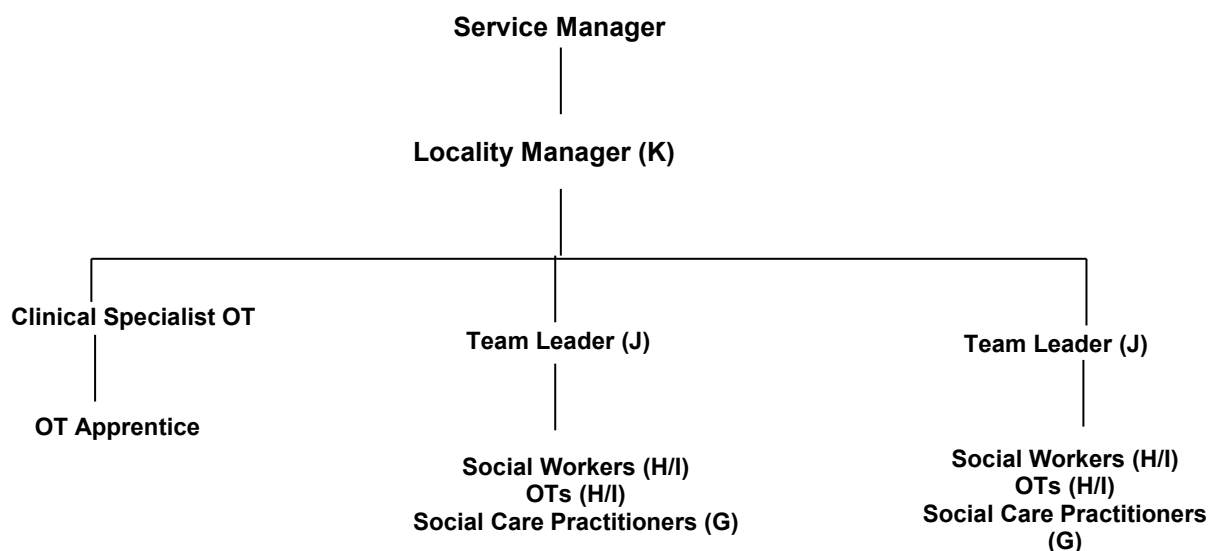 Service Manager
Locality Manager (K)
Clinical Specialist OT
Team Leader (J)
Team Leader (J)
OT Apprentice
Social Workers (H/I)
OTs (H/I)
Social Care Practitioners (G)
Social Workers (H/I)
OTs (H/I)
Social Care Practitioners
(G)